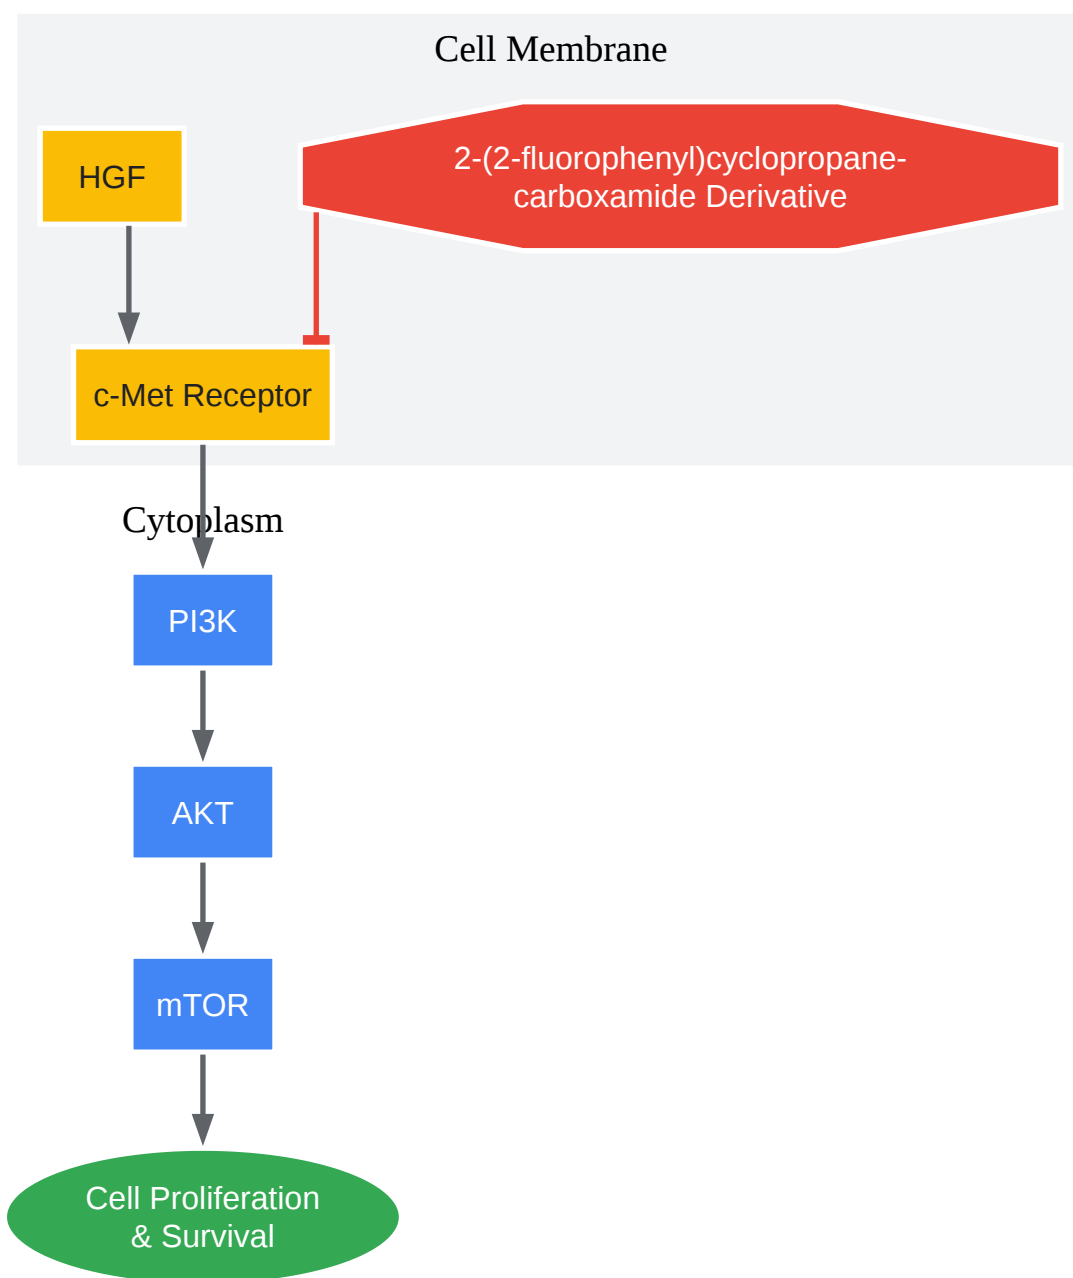 Cell Membrane
HGF
2-(2-fluorophenyl)cyclopropane-
carboxamide Derivative
c-Met Receptor
Cytoplasm
PI3K
AKT
mTOR
Cell Proliferation
& Survival